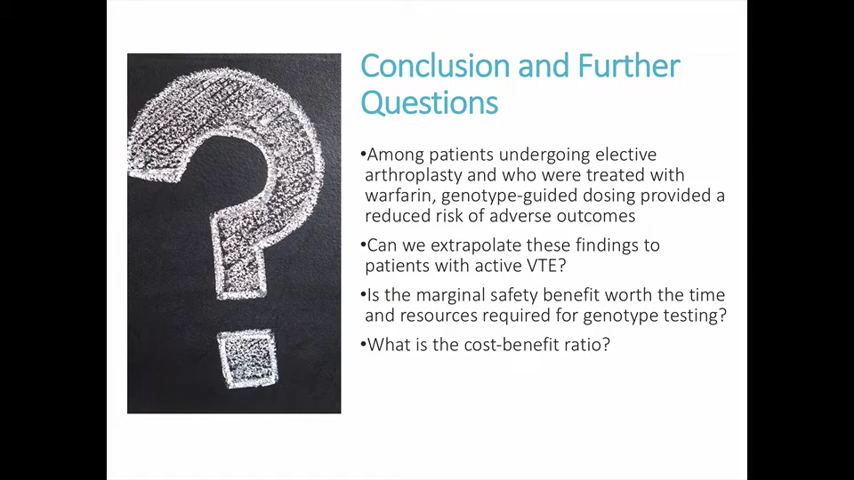 Conclusion and Further
Questions
•Among patients undergoing elective
arthroplasty and who were treated with
warfarin, genotype-guided dosing provided a
reduced risk of adverse outcomes
•Can we extrapolate these findings to
patients with active VTE?
•Is the marginal safety benefit worth the time
and resources required for genotype testing?
•What is the cost-benefit ratio?